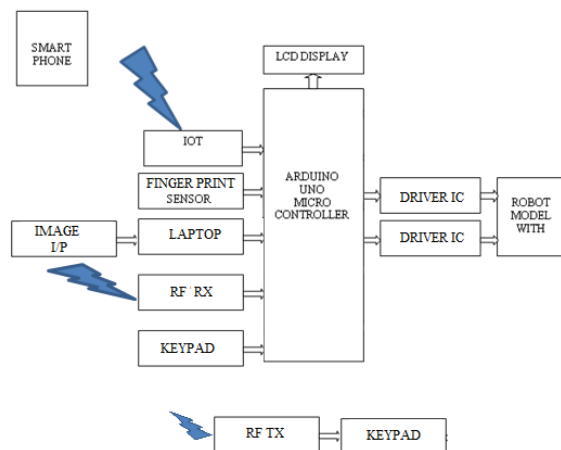 SMART
PHONE
LCD DISPLAY
IOT
FINGER PRINT
SENSOR
IMAGE
I/P
LAPTOP
RF RX
KEYPAD
ARDUINO
UNO
MICRO
CONTROLLER
DRIVER IC
DRIVER IC
ROBOT
MODEL
WITH
RF TX
KEYPAD